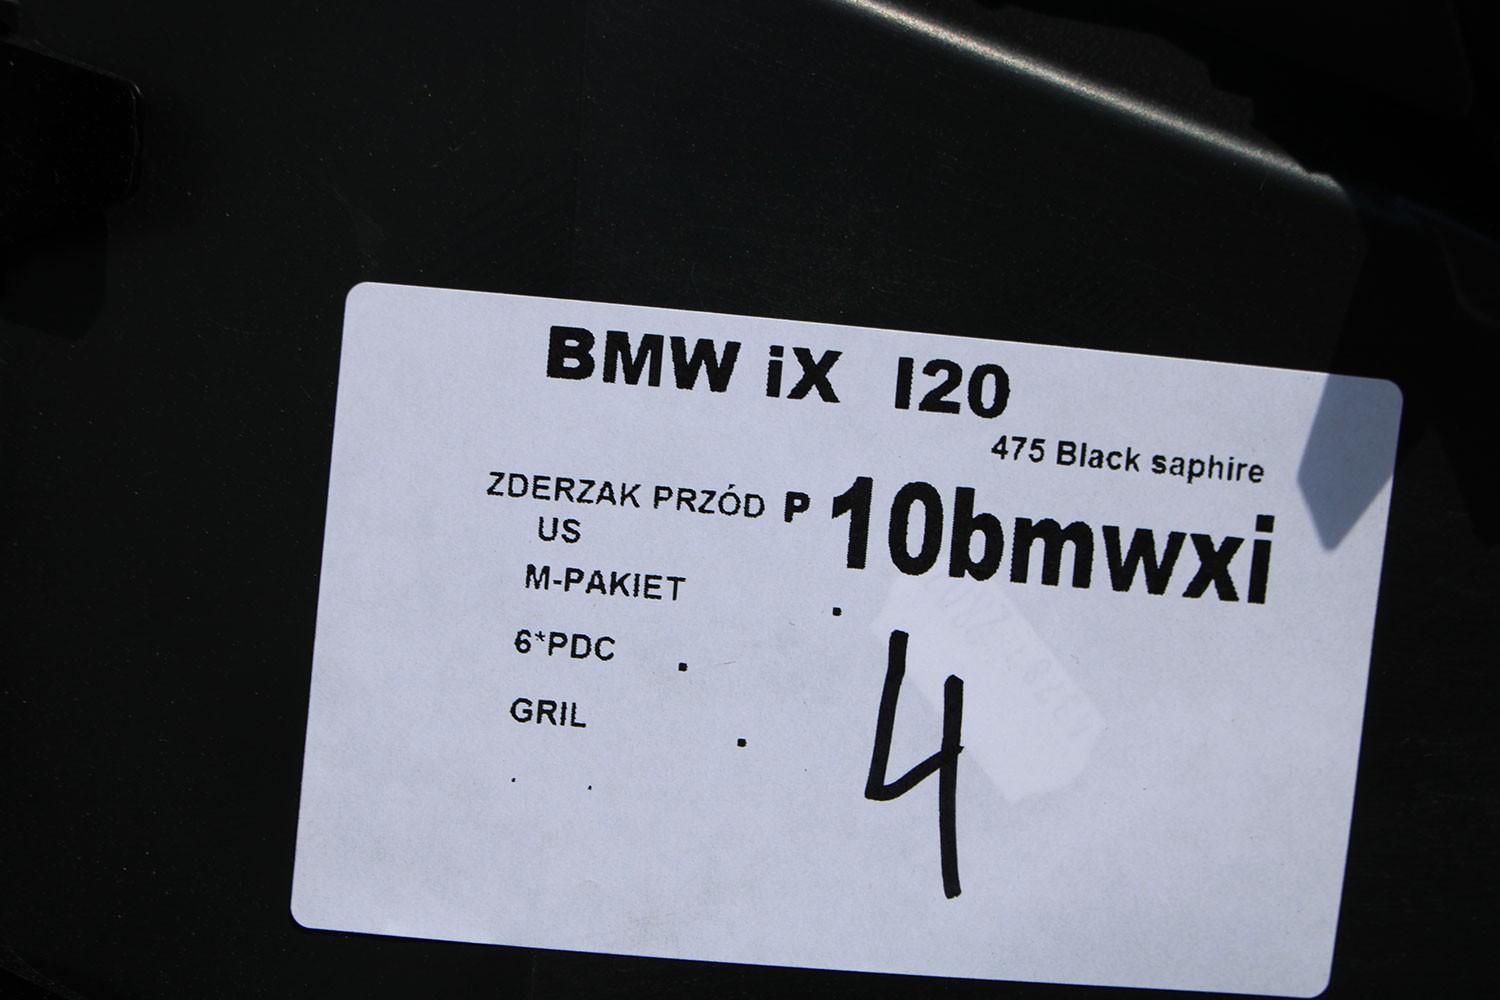 BMW iX I20
475 Black saphire
ZDERZAK PRZÓD P 10bmwxi
US
M-PAKIET .
6*PDC .
GRIL .
. .
4